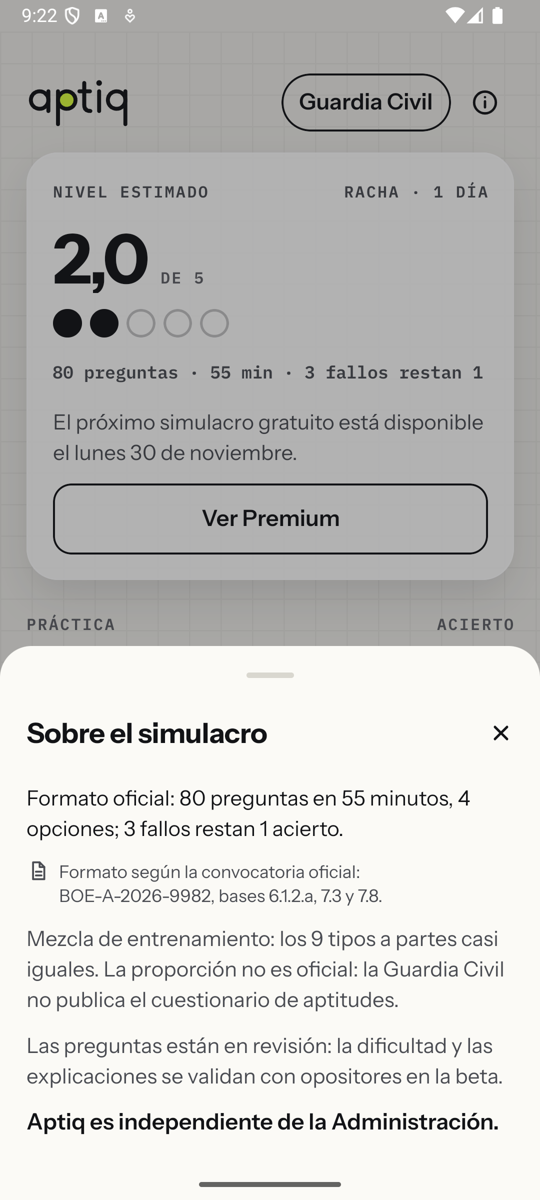 9:22
aptiq
Guardia Civil
NIVEL ESTIMADO
RACHA · 1 DÍA
2,0 DE 5
80 preguntas · 55 min · 3 fallos restan 1
El próximo simulacro gratuito está disponible
el lunes 30 de noviembre.
Ver Premium
PRÁCTICA
ACIERTO
Sobre el simulacro
Formato oficial: 80 preguntas en 55 minutos, 4
opciones; 3 fallos restan 1 acierto.
Formato según la convocatoria oficial:
BOE-A-2026-9982, bases 6.1.2.a, 7.3 y 7.8.
Mezcla de entrenamiento: los 9 tipos a partes casi
iguales. La proporción no es oficial: la Guardia Civil
no publica el cuestionario de aptitudes.
Las preguntas están en revisión: la dificultad y las
explicaciones se validan con opositores en la beta.
Aptiq es independiente de la Administración.